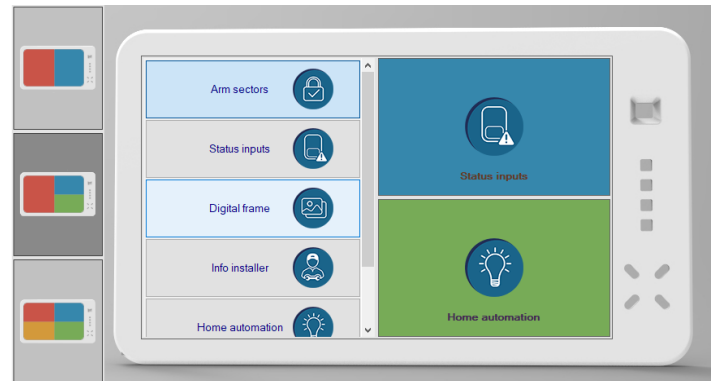 Arm sectors
Status inputs
Digital frame
Info installer
Home automation
Status inputs
Home automation